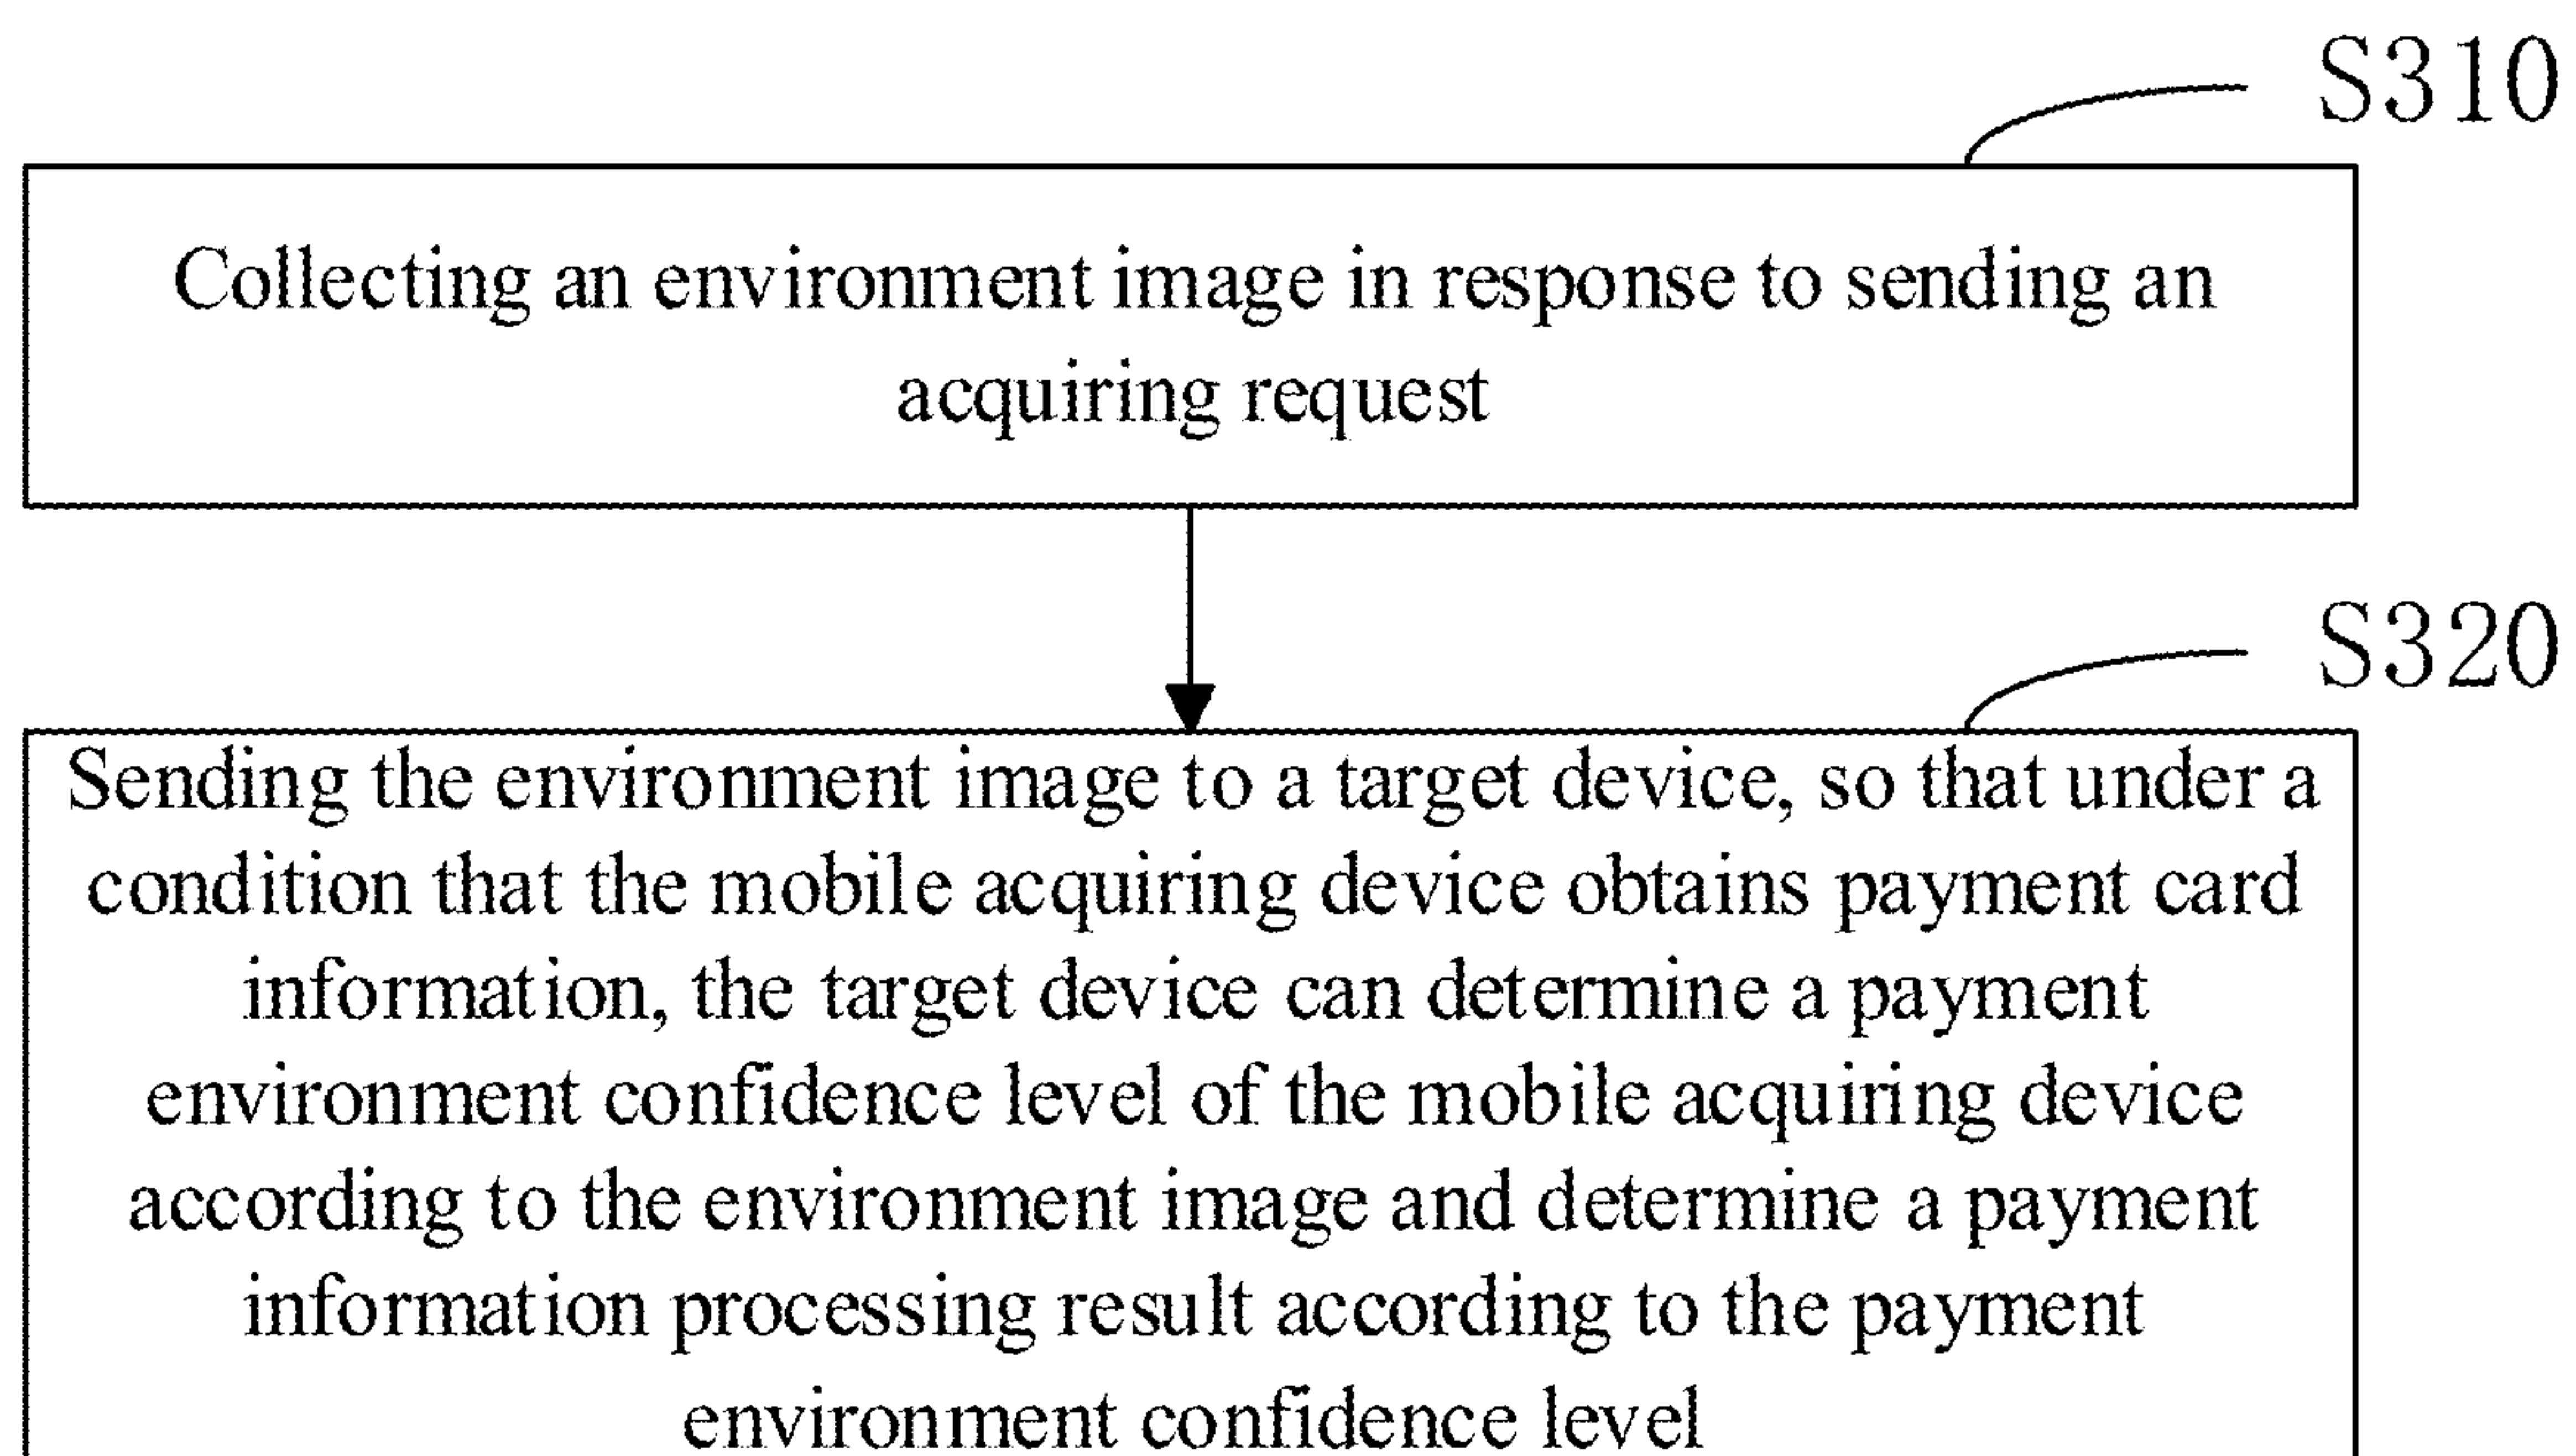 S310
Collecting an environment image in response to sending an
acquiring request
S320
Sending the environment image to a target device, so that under a
condition that the mobile acquiring device obtains payment card
information, the target device can determine a payment
environment confidence level of the mobile acquiring device
according to the environment image and determine a payment
information processing result according to the payment
environment confidence level